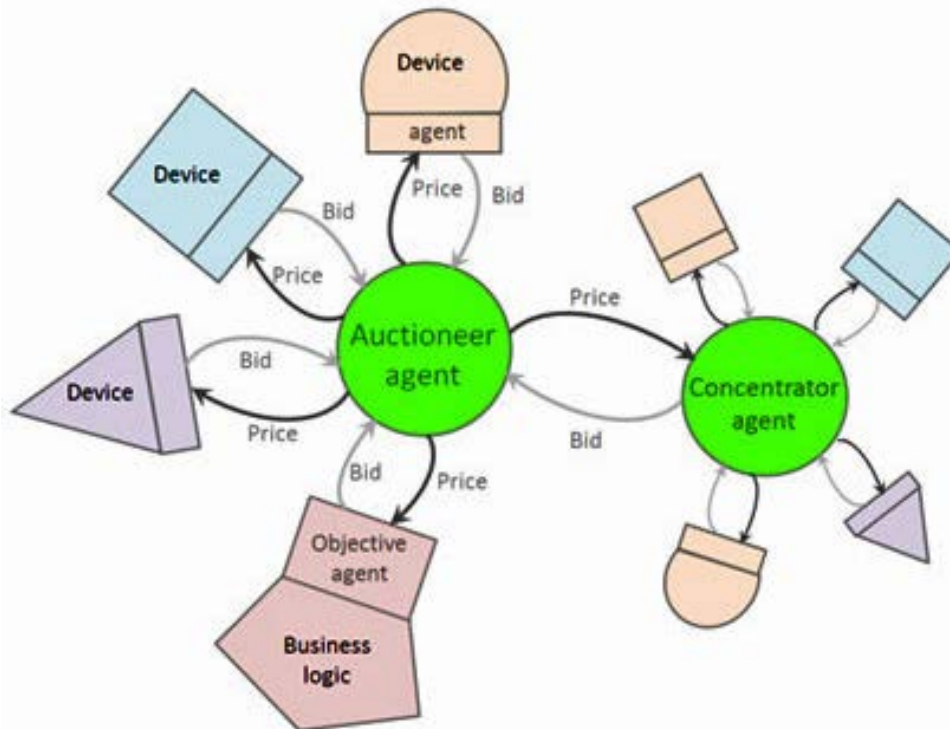 Device
agent
Device
Price
Bid
Bid
Price
Price
Auctioneer
agent
Bid
Device
Concentrator
agent
Price
Bid
Bid
Price
Objective
agent
Business
logic